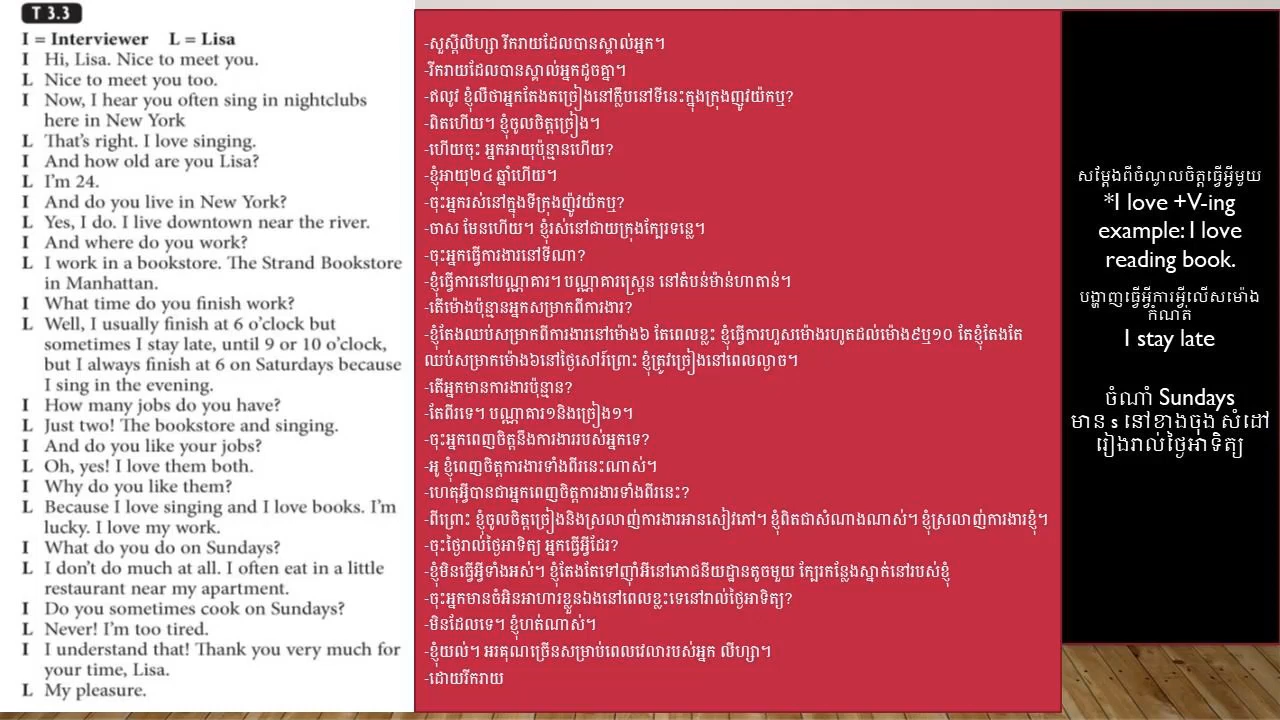 T 3.3
I = Interviewer L = Lisa
I Hi, Lisa. Nice to meet you.
L Nice to meet you too.
I Now, I hear you often sing in nightclubs
here in New York
L That's right. I love singing.
I And how old are you Lisa?
L I'm 24.
I And do you live in New York?
L Yes, I do. I live downtown near the river.
I And where do you work?
L I work in a bookstore. The Strand Bookstore
in Manhattan.
I What time do you finish work?
L Well, I usually finish at 6 o'clock but
sometimes I stay late, until 9 or 10 o'clock,
but I always finish at 6 on Saturdays because
I sing in the evening.
I How many jobs do you have?
L Just two! The bookstore and singing.
I And do you like your jobs?
L Oh, yes! I love them both.
I Why do you like them?
L Because I love singing and I love books. I'm
lucky. I love my work.
I What do you do on Sundays?
L I don't do much at all. I often eat in a little
restaurant near my apartment.
I Do you sometimes cook on Sundays?
L Never! I'm too tired.
I I understand that! Thank you very much for
your time, Lisa.
L My pleasure.
-សួស្តីលីហ្សា រីករាយដែលបានស្គាល់អ្នក។
-រីករាយដែលបានស្គាល់អ្នកដូចគ្នា។
-ឥលូវ ខ្ញុំលឺថាអ្នកតែងតច្រៀងនៅក្លឹបនៅទីនេះក្នុងក្រុងញូវយ៉កឬ?
-ពិតហើយ។ ខ្ញុំចូលចិត្តច្រៀង។
-ហើយចុះ អ្នកអាយុប៉ុន្មានហើយ?
-ខ្ញុំអាយុ២៤ ឆ្នាំហើយ។
-ចុះអ្នករស់នៅក្នុងទីក្រុងញ៉ូវយ៉កឬ?
-ចាស មែនហើយ។ ខ្ញុំរស់នៅជាយក្រុងក្បែរទន្លេ។
-ចុះអ្នកធ្វើការងារនៅទីណា?
-ខ្ញុំធ្វើការនៅបណ្ណាគារ។ បណ្ណាគារស្ត្រេន នៅតំបន់ម៉ាន់ហាតាន់។
-តើម៉ោងប៉ុន្មានអ្នកសម្រាកពីការងារ?
-ខ្ញុំតែងឈប់សម្រាកពីការងារនៅម៉ោង៦ តែពេលខ្លះ ខ្ញុំធ្វើការហួសម៉ោងរហូតដល់ម៉ោង៩ឬ១០ តែខ្ញុំតែងតែ
ឈប់សម្រាកម៉ោង៦នៅថ្ងៃសៅរ៍ព្រោះ ខ្ញុំត្រូវច្រៀងនៅពេលល្ងាច។
-តើអ្នកមានការងារប៉ុន្មាន?
-តែពីរទេ។ បណ្ណាគារ១និងច្រៀង១។
-ចុះអ្នកពេញចិត្តនឹងការងាររបស់អ្នកទេ?
-អូ ខ្ញុំពេញចិត្តការងារទាំងពីរនេះណាស់។
-ហេតុអ្វីបានជាអ្នកពេញចិត្តការងារទាំងពីរនេះ?
-ពីព្រោះ ខ្ញុំចូលចិត្តច្រៀងនិងស្រលាញ់ការងារអានសៀវភៅ។ ខ្ញុំពិតជាសំណាងណាស់។ ខ្ញុំស្រលាញ់ការងារខ្ញុំ។
-ចុះថ្ងៃរាល់ថ្ងៃអាទិត្យ អ្នកធ្វើអ្វីដែរ?
-ខ្ញុំមិនធ្វើអ្វីទាំងអស់។ ខ្ញុំតែងតែទៅញ៉ាំអីនៅភោជនីយដ្ឋានតូចមួយ ក្បែរកន្លែងស្នាក់នៅរបស់ខ្ញុំ
-ចុះអ្នកមានចំអិនអាហារខ្លួនឯងនៅពេលខ្លះទេនៅរាល់ថ្ងៃអាទិត្យ?
-មិនដែលទេ។ ខ្ញុំហត់ណាស់។
-ខ្ញុំយល់។ អរគុណច្រើនសម្រាប់ពេលវេលារបស់អ្នក លីហ្សា។
-ដោយរីករាយ
សម្តែងពីចំណូលចិត្តធ្វើអ្វីមួយ
*I love +V-ing
example: I love
reading book.
បង្ហាញធ្វើអ្វីការអ្វីលើសម៉ោង
កំណត់
I stay late
ចំណាំ Sundays
មាន s នៅខាងចុង សំដៅ
រៀងរាល់ថ្ងៃអាទិត្យ